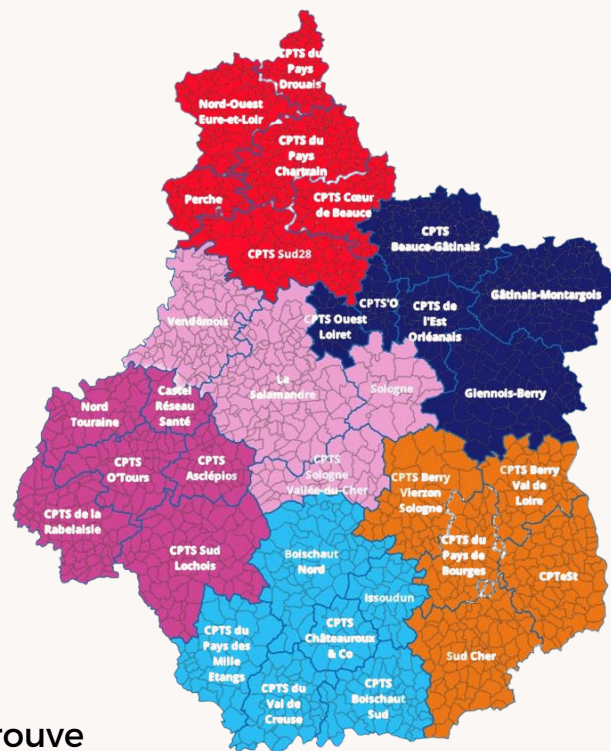 CPTS du
Pays
Drouais
Nord-Ouest
Eure-et-Loir
CPTS du
Pays
Chartrain
Perche
CPTS Cœur
de Beauce
CPTS Sud28
CPTS
Beauce-Gâtinais
Gâtinais-Montargois
CPTS'O
CPTS Ouest
Loiret
CPTS de
l'Est
Orléanais
Vendômois
La
Salamandre
Sologne
Giennois-Berry
Castel
Réseau
Santé
Nord
Touraine
CPTS
O'Tours
CPTS
Asclépios
CPTS
Sologne
Vallée-du-Cher
CPTS Berry
Vierzon
Sologne
CPTS Berry
Val de
Loire
CPTS de la
Rabelaisie
CPTS Sud
Lochois
Boischaut
Nord
CPTS du
Pays de
Bourges
CPTeSt
Issoudun
CPTS
Châteauroux
& Co
CPTS du
Pays des
Mille
Etangs
Sud Cher
CPTS du
Val de
Creuse
CPTS
Boischaut
Sud
rouve